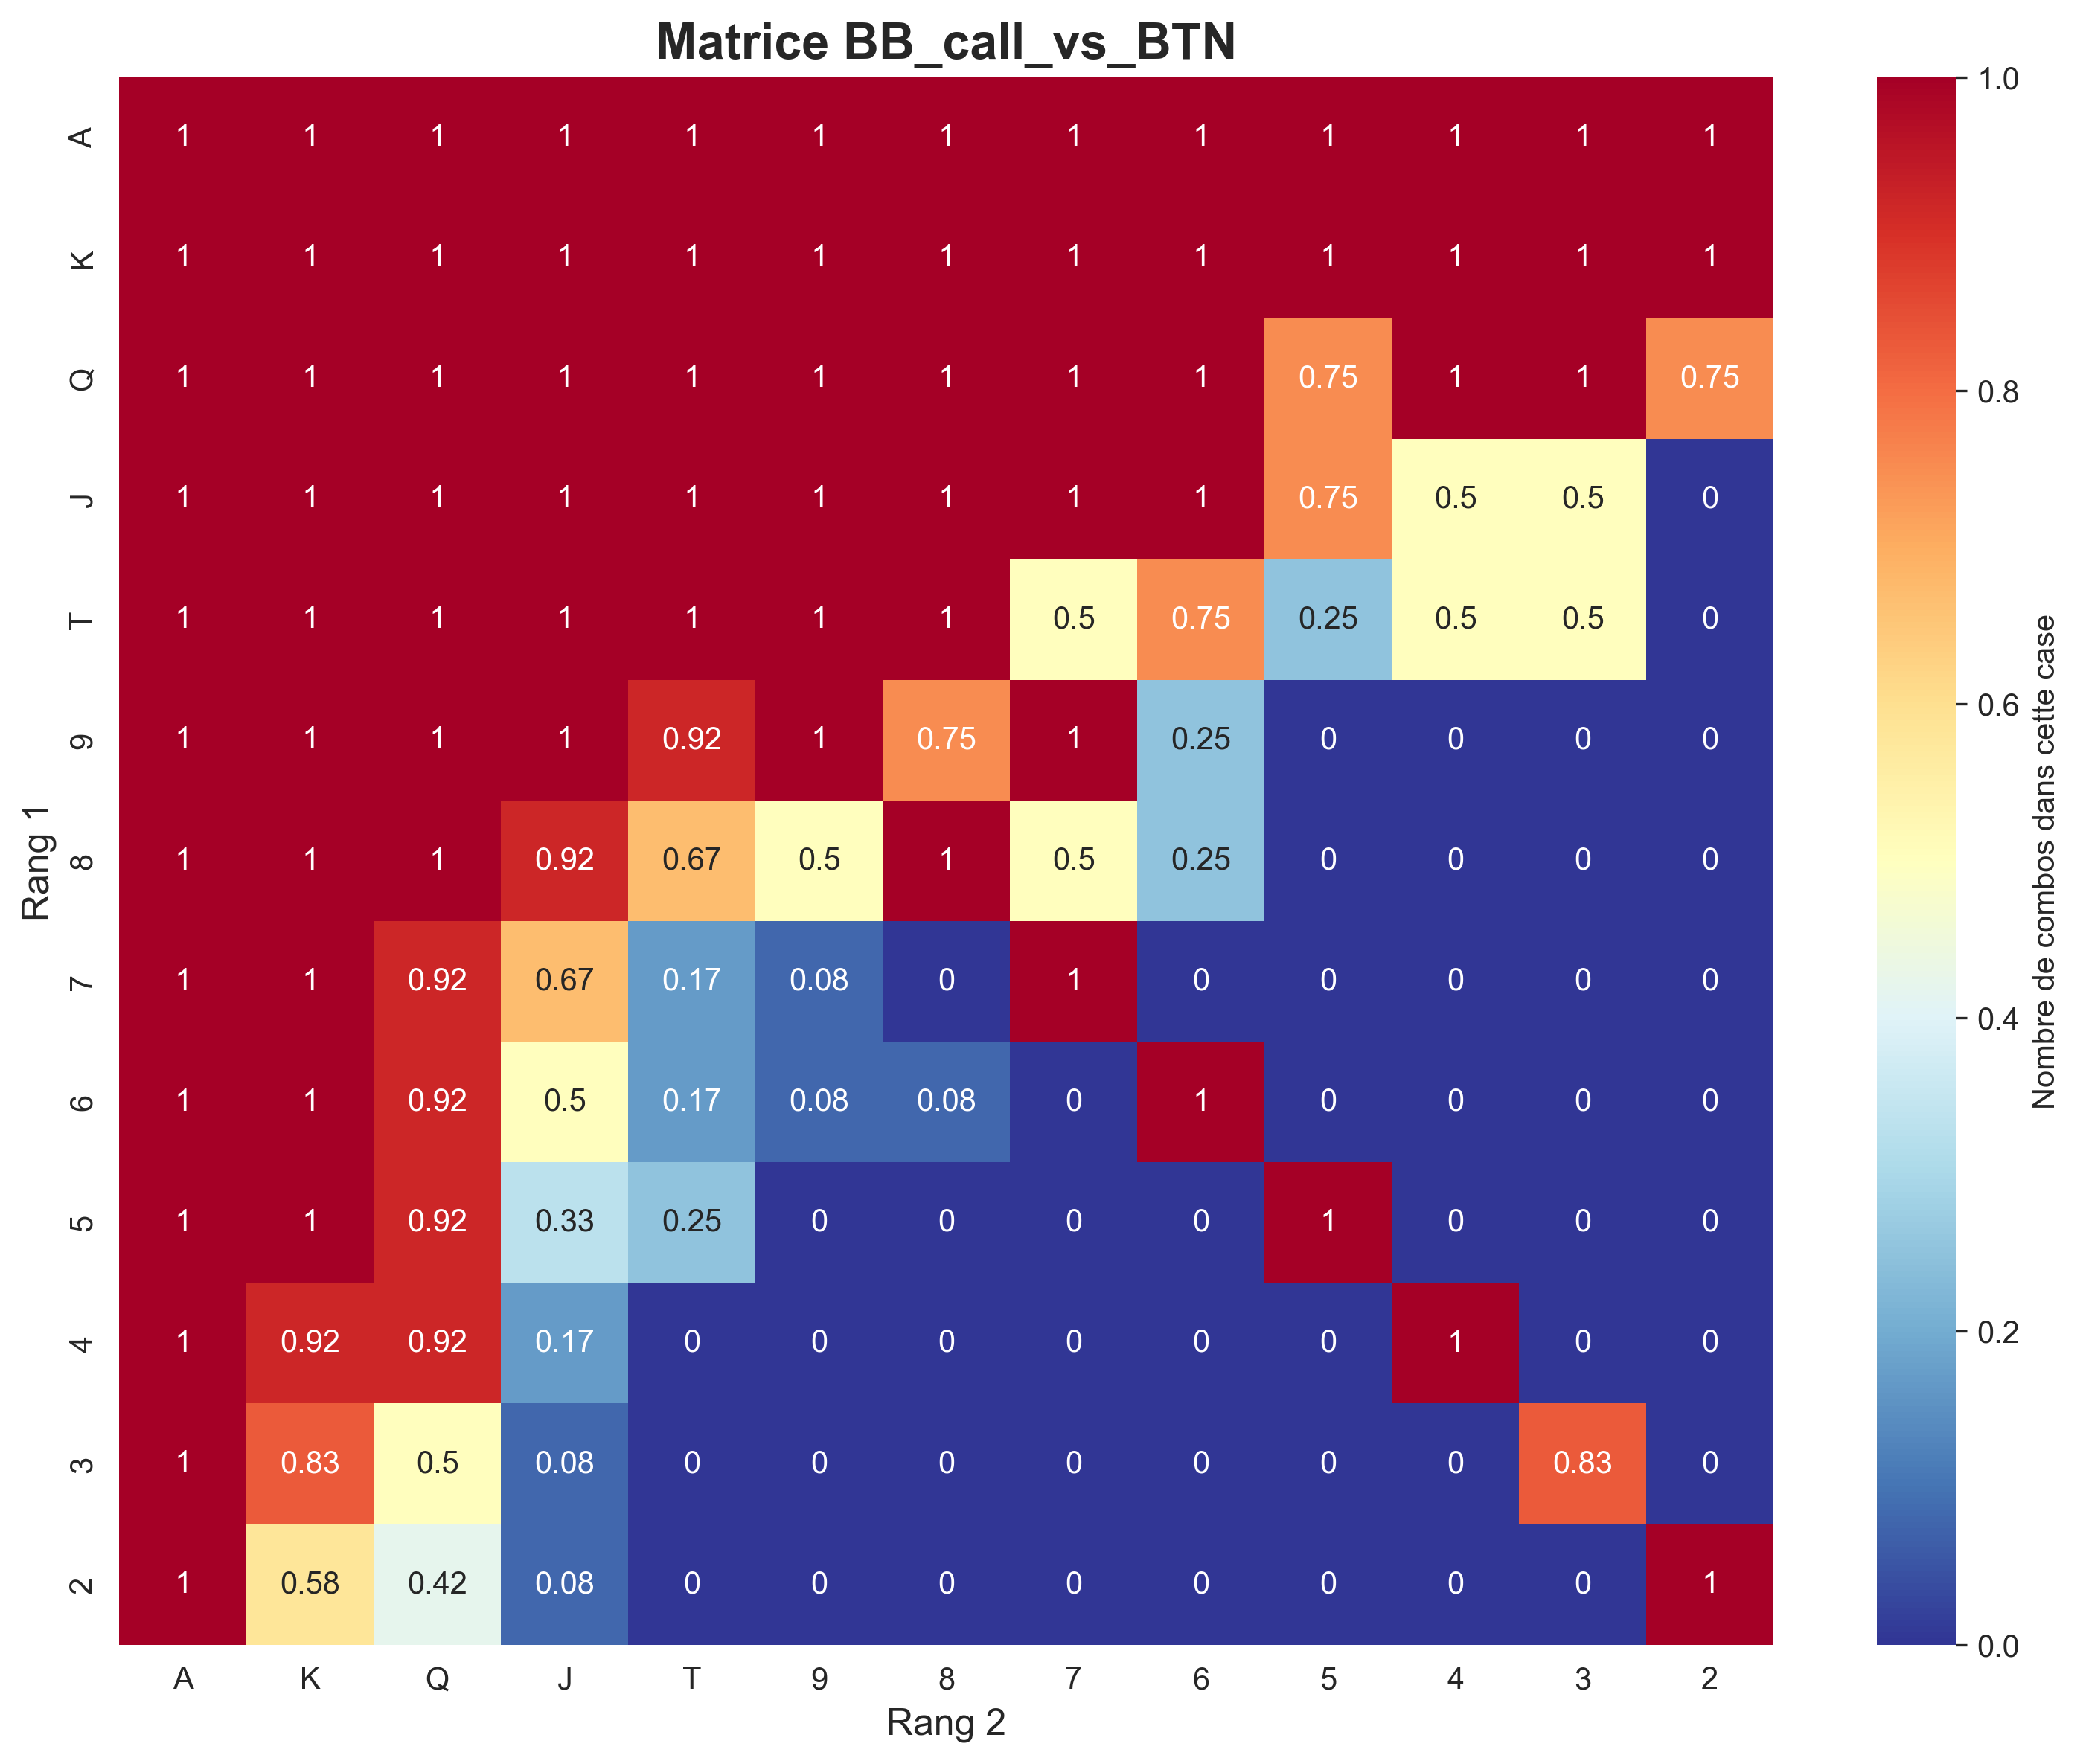 Matrice BB_call_vs_BTN
A 1 1 1 1 1 1 1 1 1 1 1 1 1
K 1 1 1 1 1 1 1 1 1 1 1 1 1
Q 1 1 1 1 1 1 1 1 1 0.75 1 1 0.75
J 1 1 1 1 1 1 1 1 1 0.75 0.5 0.5 0
T 1 1 1 1 1 1 1 0.5 0.75 0.25 0.5 0.5 0
9 1 1 1 1 0.92 1 0.75 1 0.25 0 0 0 0
8 1 1 1 0.92 0.67 0.5 1 0.5 0.25 0 0 0 0
7 1 1 0.92 0.67 0.17 0.08 0 1 0 0 0 0 0
6 1 1 0.92 0.5 0.17 0.08 0.08 0 1 0 0 0 0
5 1 1 0.92 0.33 0.25 0 0 0 0 1 0 0 0
4 1 0.92 0.92 0.17 0 0 0 0 0 0 1 0 0
3 1 0.83 0.5 0.08 0 0 0 0 0 0 0 0.83 0
2 1 0.58 0.42 0.08 0 0 0 0 0 0 0 0 1
A K Q J T 9 8 7 6 5 4 3 2
Rang 2
Rang 1
1.0
0.8
0.6
0.4
0.2
0.0
Nombre de combos dans cette case